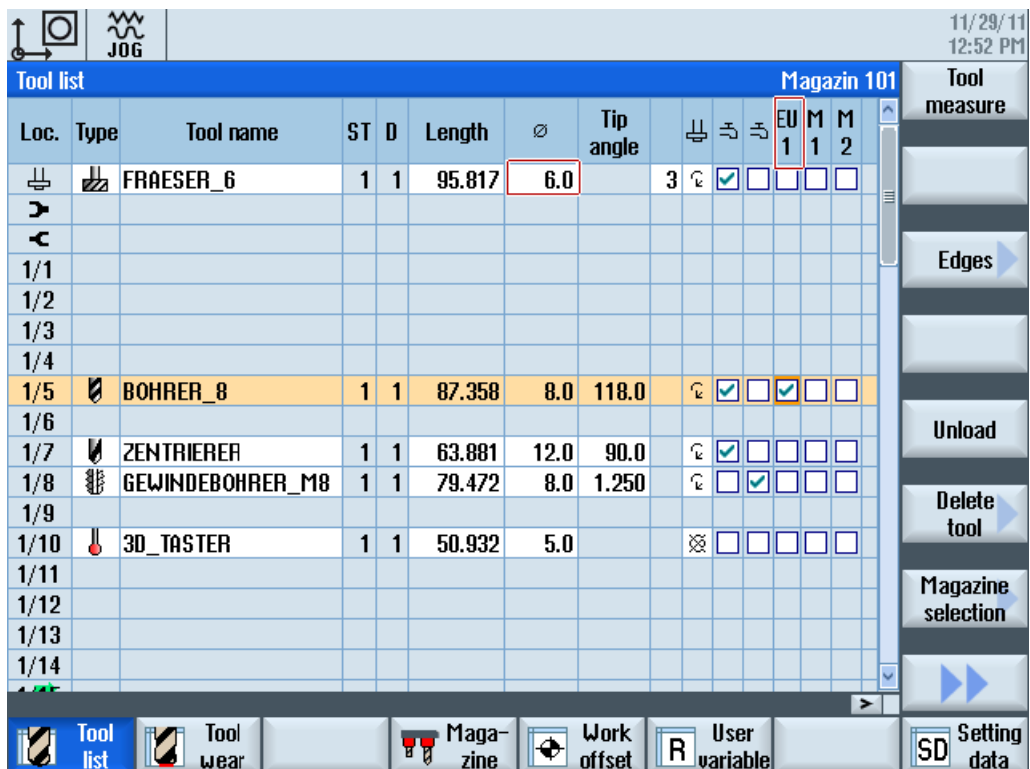 11/29/11
JOG 12:52 PM
Tool list Magazin 101
Tool measure
Loc. Type Tool name ST D Length Ø Tip angle EU 1 M 1 M 2
FRAESER_6 1 1 95.817 6.0 3
1/1
Edges
1/2
1/3
1/4
1/5 BOHRER_8 1 1 87.358 8.0 118.0
1/6
Unload
1/7 ZENTRIERER 1 1 63.881 12.0 90.0
1/8 GEWINDEBOHRER_M8 1 1 79.472 8.0 1.250
1/9
Delete tool
1/10 3D_TASTER 1 1 50.932 5.0
1/11
1/12
Magazine selection
1/13
1/14
Tool list
Tool wear
Maga-
zine
Work offset
R User variable
SD Setting data